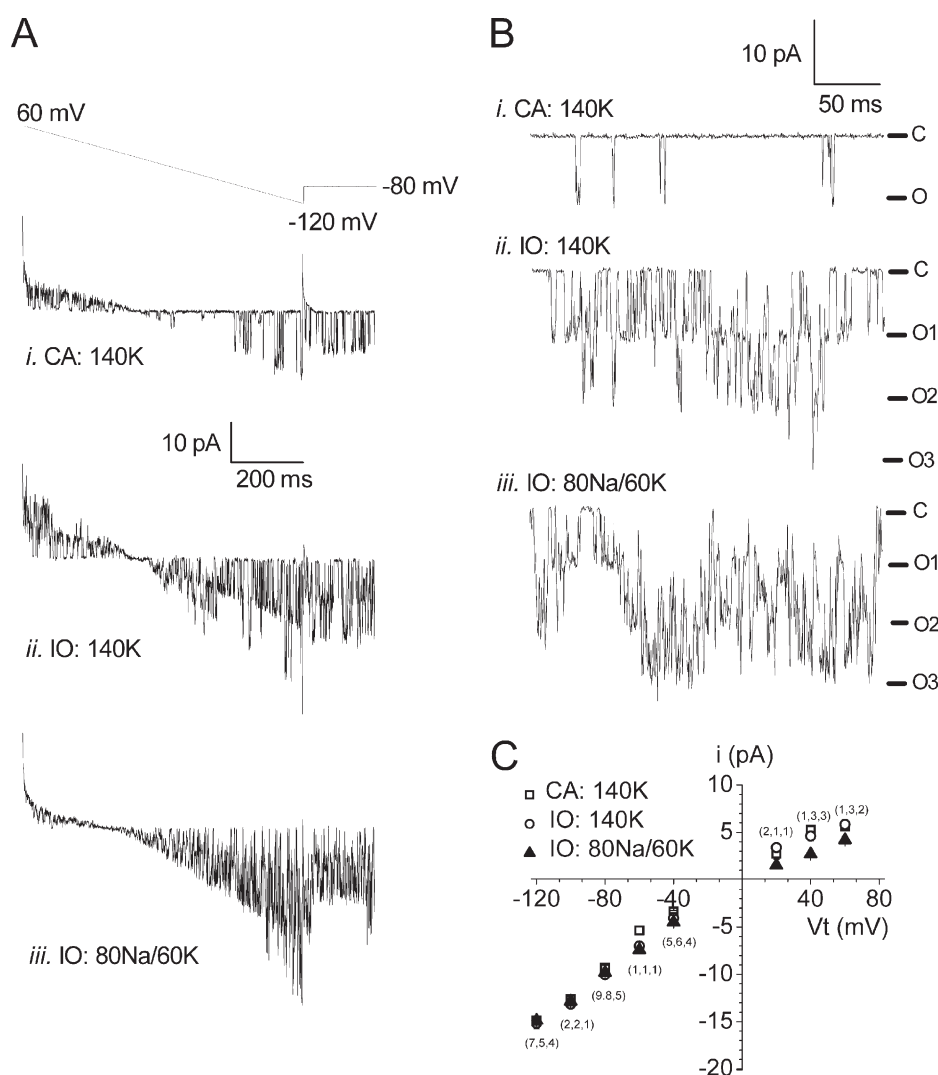 A
60 mV
-80 mV
-120 mV
i. CA: 140K
10 pA
200 ms
ii. IO: 140K
iii. IO: 80Na/60K
B
10 pA
50 ms
i. CA: 140K
C
O
ii. IO: 140K
C
O1
O2
O3
iii. IO: 80Na/60K
C
O1
O2
O3
C
i (pA)
CA: 140K
IO: 140K
IO: 80Na/60K
10
5
(2,1,1)
(1,3,3)
(1,3,2)
-120
-80
-40
40
80
Vt (mV)
-5
-10
-15
-20
(5,6,4)
(1,1,1)
(9.8,5)
(2,2,1)
(7,5,4)